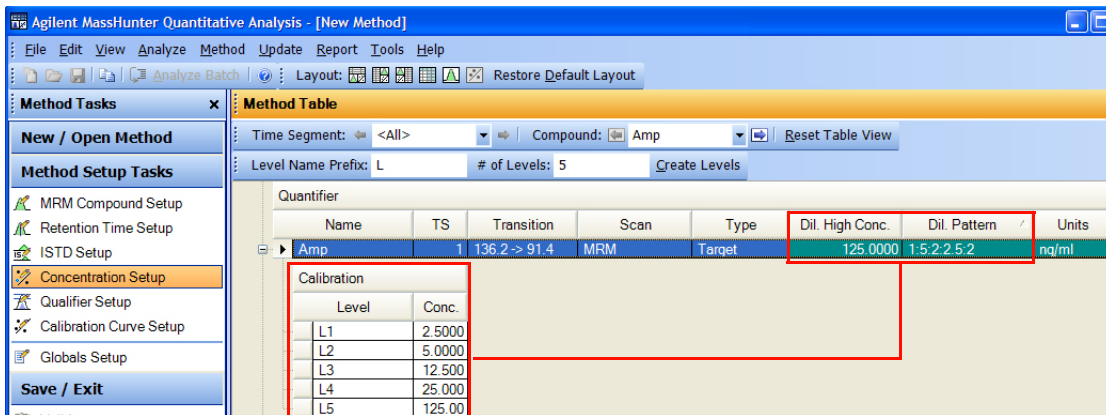 Agilent MassHunter Quantitative Analysis - [New Method]
File Edit View Analyze Method Update Report Tools Help
Analyze Batch Layout: Restore Default Layout
Method Tasks x
New / Open Method
Method Setup Tasks
MRM Compound Setup
Retention Time Setup
ISTD Setup
Concentration Setup
Qualifier Setup
Calibration Curve Setup
Globals Setup
Save / Exit
Method Table
Time Segment: <All> Compound: Amp Reset Table View
Level Name Prefix: L # of Levels: 5 Create Levels
Quantifier
Name TS Transition Scan Type Dil. High Conc. Dil. Pattern Units
Amp 1 136.2 -> 91.4 MRM Target 125.0000 1:5:2:2.5:2 ng/ml
Calibration
Level Conc.
L1 2.5000
L2 5.0000
L3 12.500
L4 25.000
L5 125.00